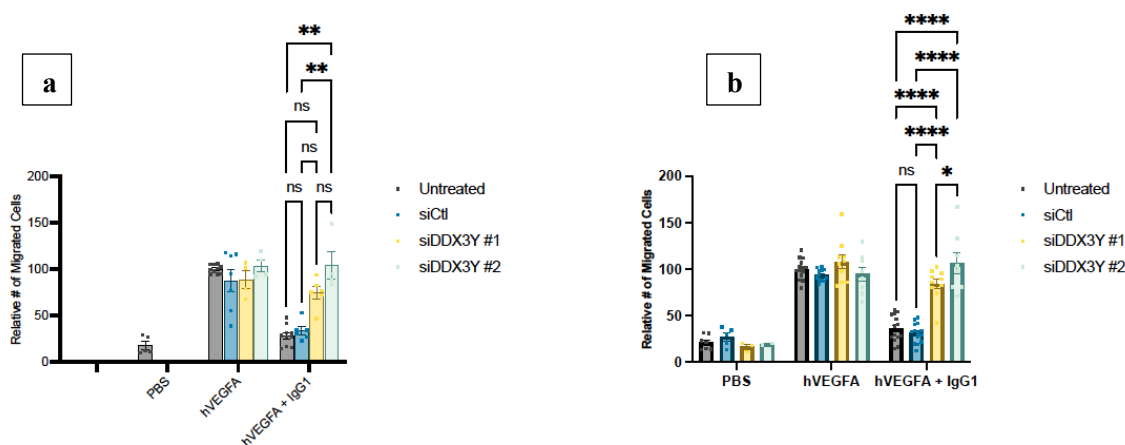 a
**
**
ns
ns
ns
ns
Relative # of Migrated Cells
200
150
100
50
0
PBS
hVEGFA
hVEGFA + IgG1
Untreated
siCtl
siDDX3Y #1
siDDX3Y #2
b
****
****
****
****
ns
*
Relative # of Migrated Cells
200
150
100
50
0
PBS
hVEGFA
hVEGFA + IgG1
Untreated
siCtl
siDDX3Y #1
siDDX3Y #2